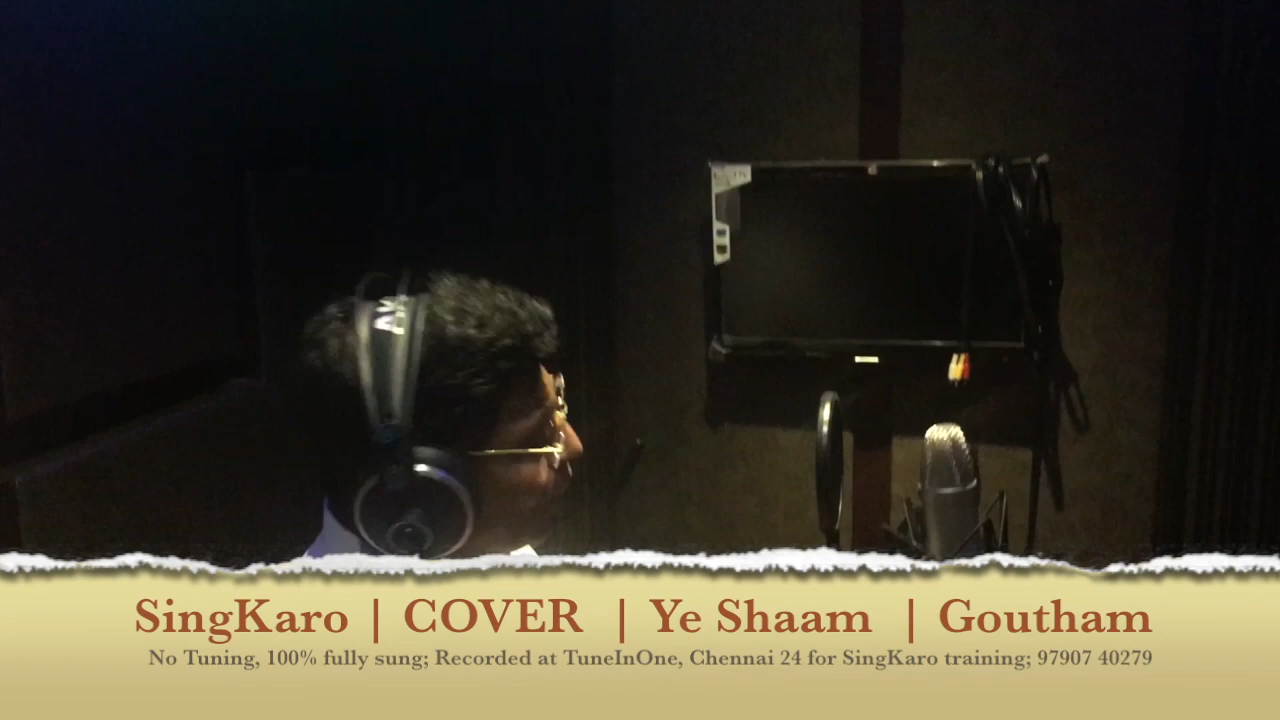 SingKaro | COVER | Ye Shaam | Goutham
No Tuning, 100% fully sung; Recorded at TuneInOne, Chennai 24 for SingKaro training; 97907 40279